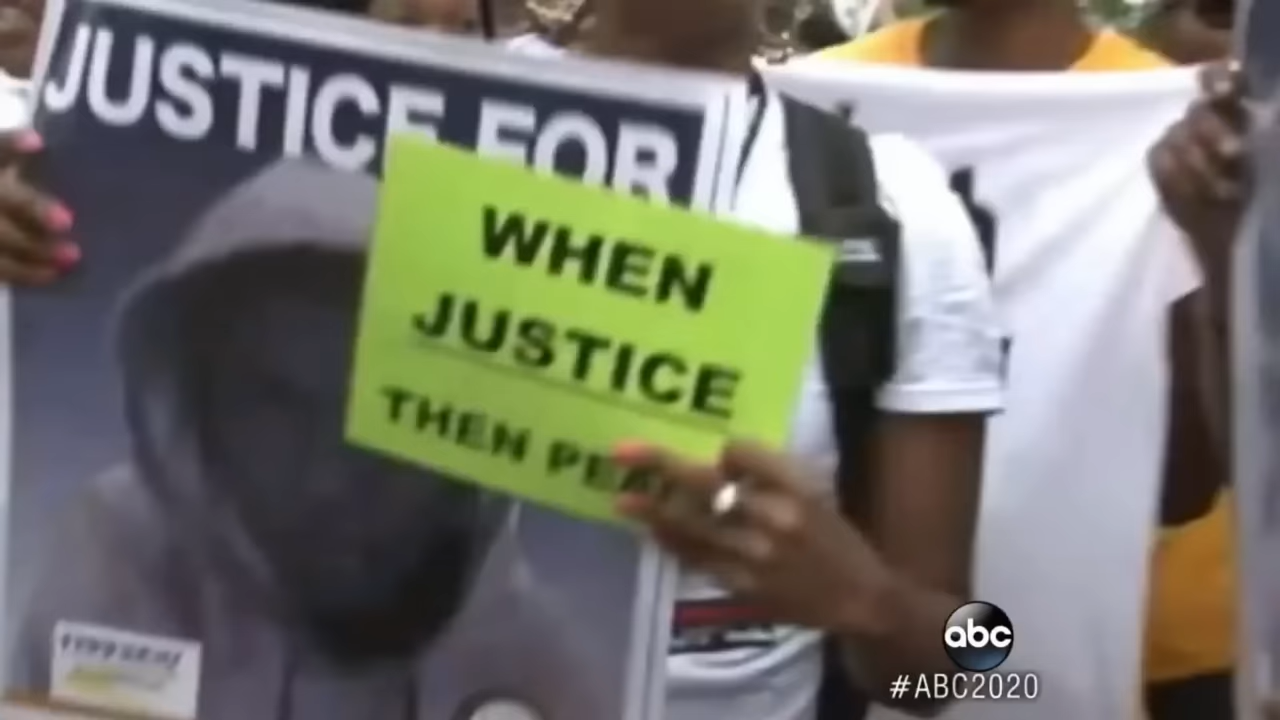 JUSTICE FOR
WHEN
JUSTICE
THEN
abc
#ABC2020